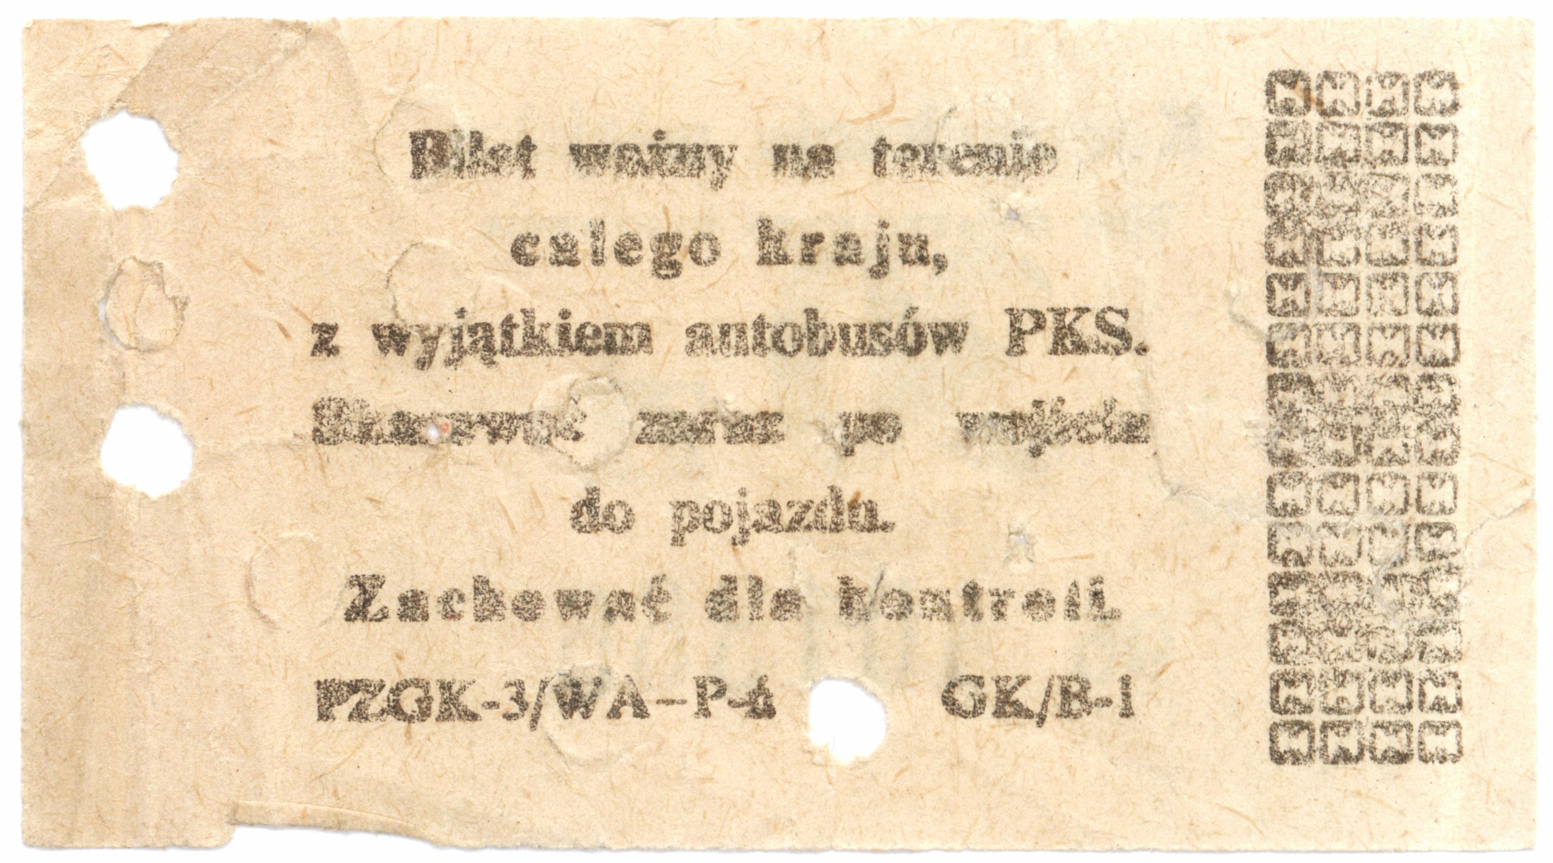 Bilet ważny na terenie
całego kraju,
z wyjątkiem autobusów PKS.
Skasować zaraz po wejściu
do pojazdu.
Zachować dla kontroli.
PZGK-3/WA–P-6 GK/B-1